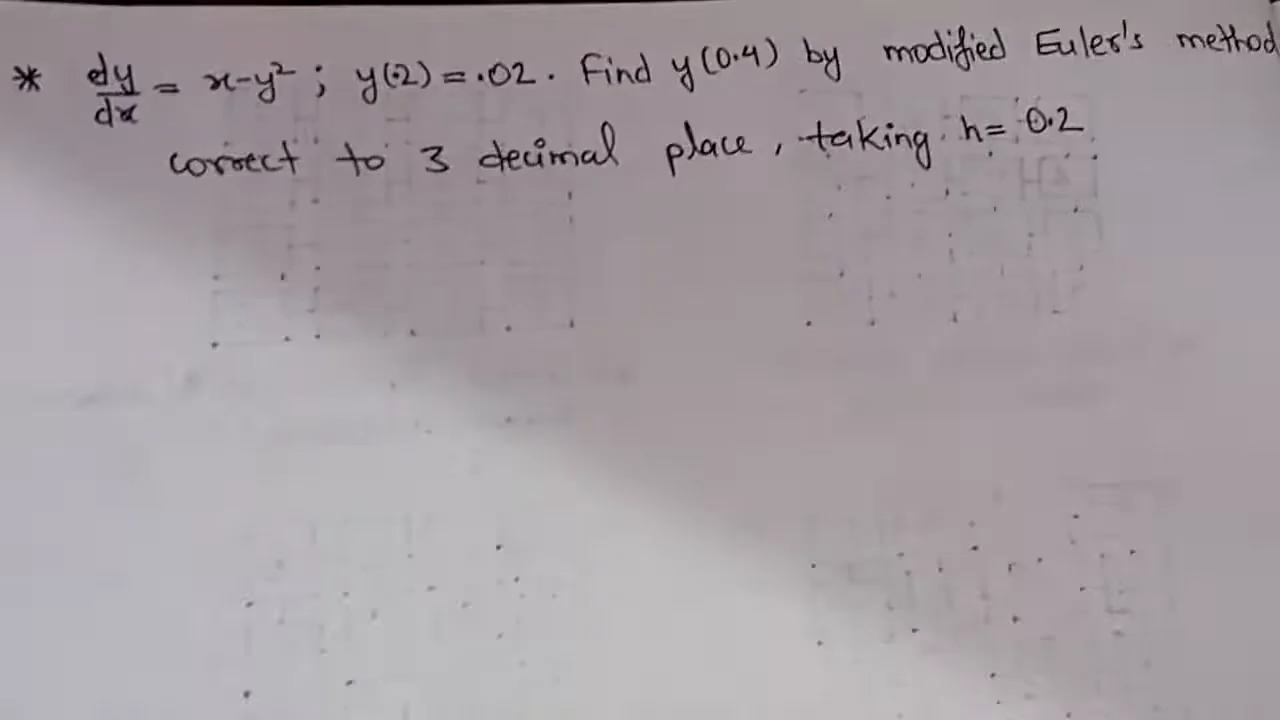 * dy/dx = x-y²; y(.2) = .02. Find y(0.4) by modified Euler's method
correct to 3 decimal place, taking h= 0.2